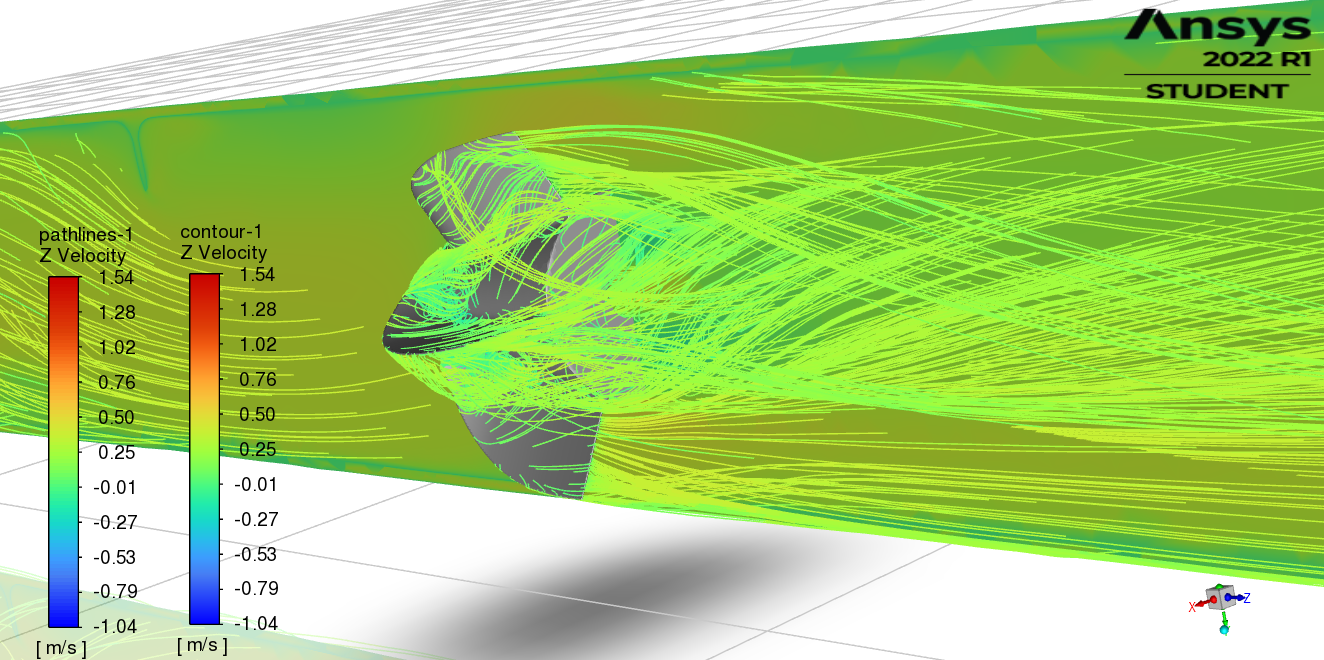 Ansys
2022 R1
STUDENT
pathlines-1
Z Velocity
1.54
1.28
1.02
0.76
0.50
0.25
-0.01
-0.27
-0.53
-0.79
-1.04
[ m/s ]
contour-1
Z Velocity
1.54
1.28
1.02
0.76
0.50
0.25
-0.01
-0.27
-0.53
-0.79
-1.04
[ m/s ]
X
Z